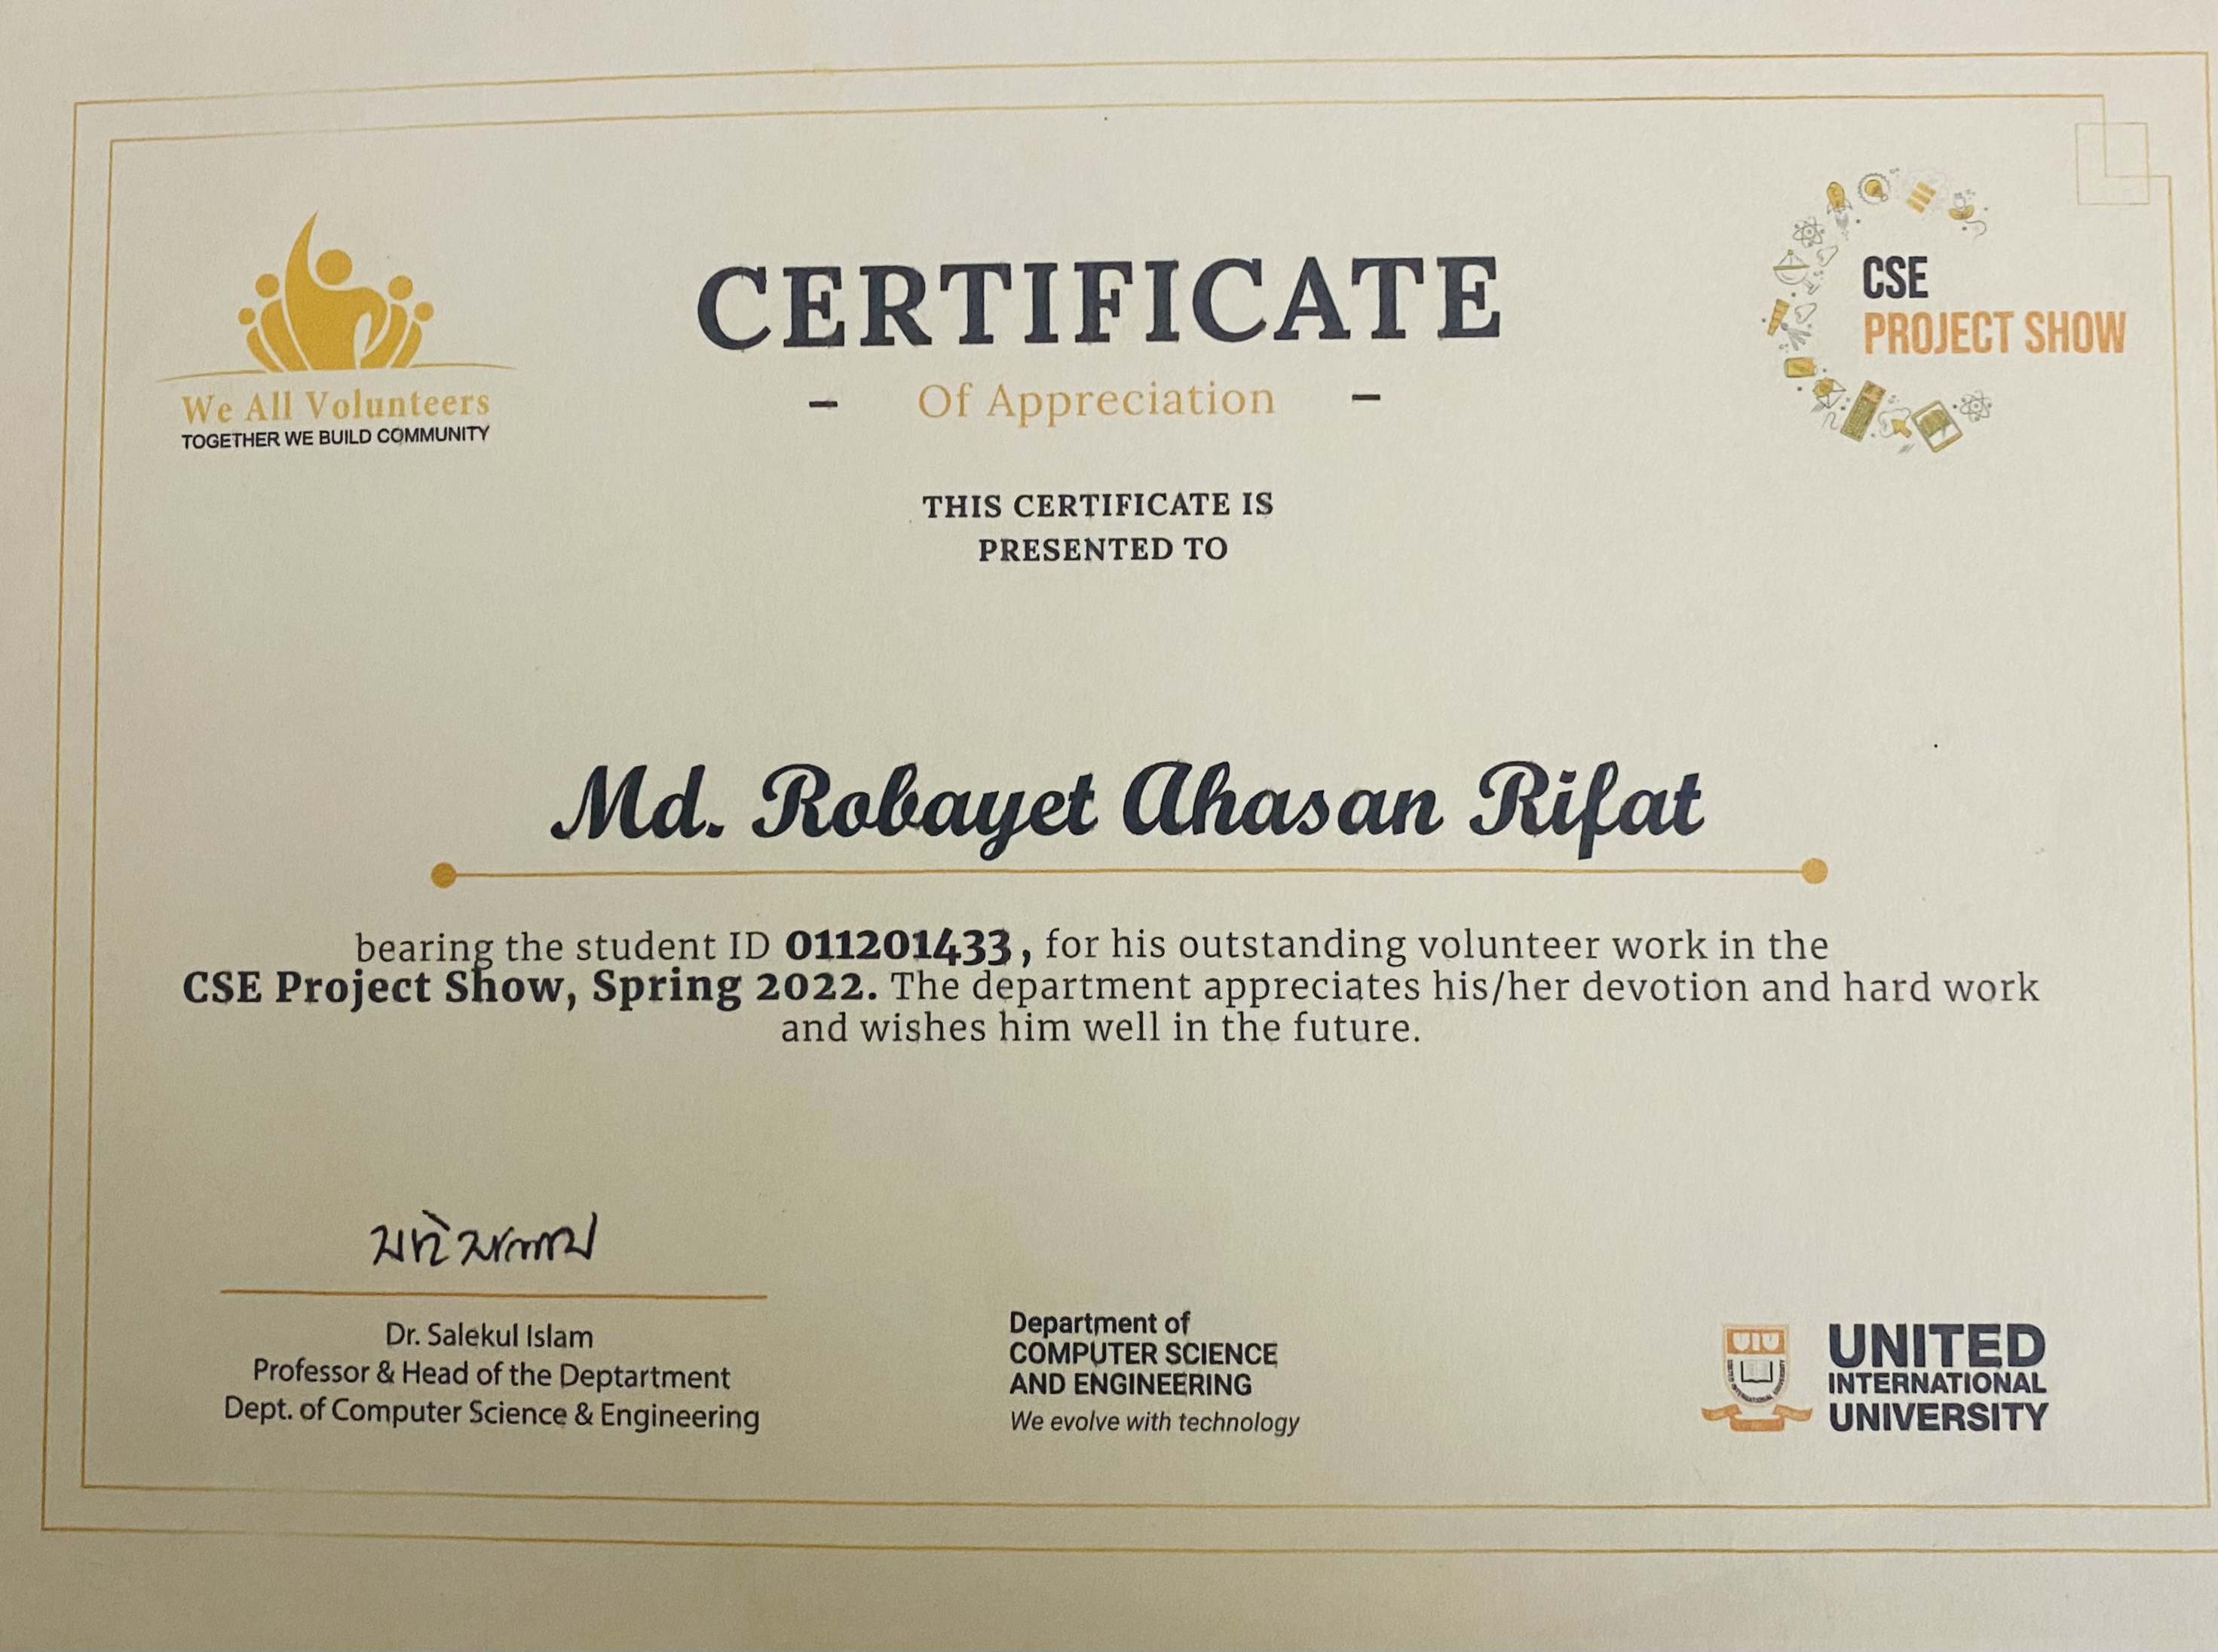 We All Volunteers
TOGETHER WE BUILD COMMUNITY
CERTIFICATE
- Of Appreciation -
CSE
PROJECT SHOW
THIS CERTIFICATE IS
PRESENTED TO
Md. Robayet Ahasan Rifat
bearing the student ID 011201433, for his outstanding volunteer work in the
CSE Project Show, Spring 2022. The department appreciates his/her devotion and hard work
and wishes him well in the future.
Dr. Salekul Islam
Professor & Head of the Deptartment
Dept. of Computer Science & Engineering
Department of
COMPUTER SCIENCE
AND ENGINEERING
We evolve with technology
UIU
UNITED
INTERNATIONAL
UNIVERSITY